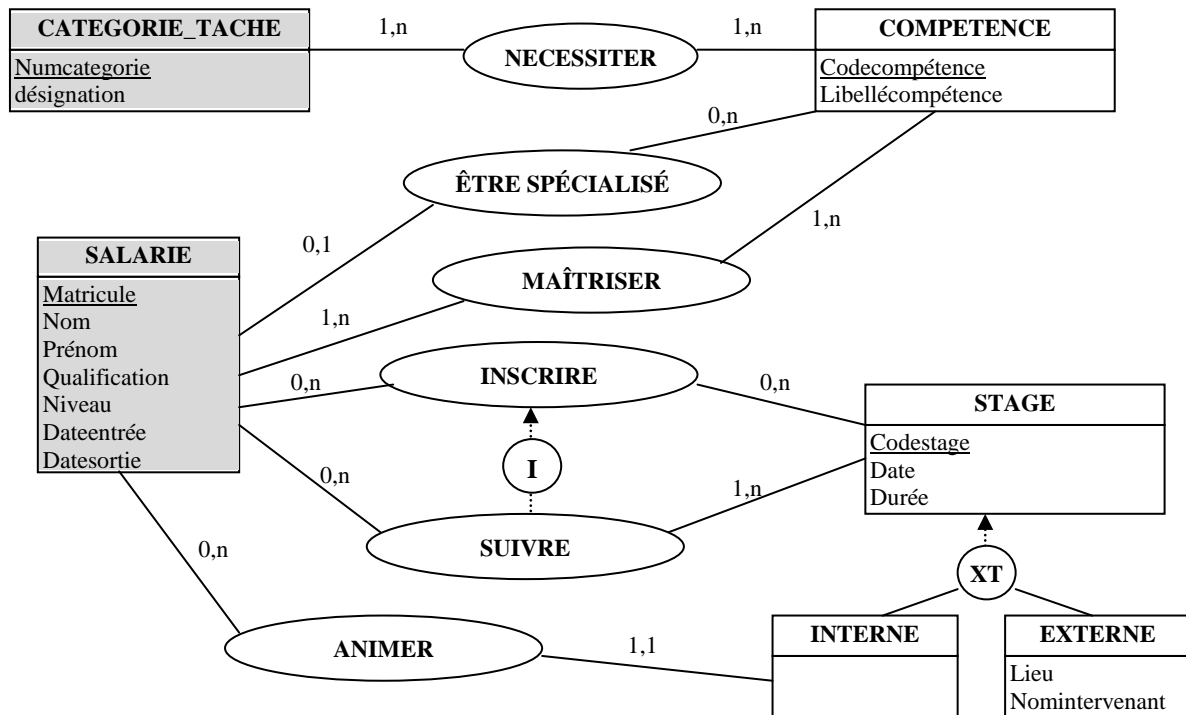 CATEGORIE_TACHE
Numcategorie
désignation
1,n
NECESSITER
1,n
COMPETENCE
Codecompétence
Libellécompétence
0,n
ÊTRE SPÉCIALISÉ
0,1
1,n
SALARIE
Matricule
Nom
Prénom
Qualification
Niveau
Dateentrée
Datesortie
MAÎTRISER
1,n
0,n
INSCRIRE
0,n
STAGE
Codestage
Date
Durée
I
0,n
1,n
SUIVRE
0,n
XT
ANIMER
1,1
INTERNE
EXTERNE
Lieu
Nomintervenant